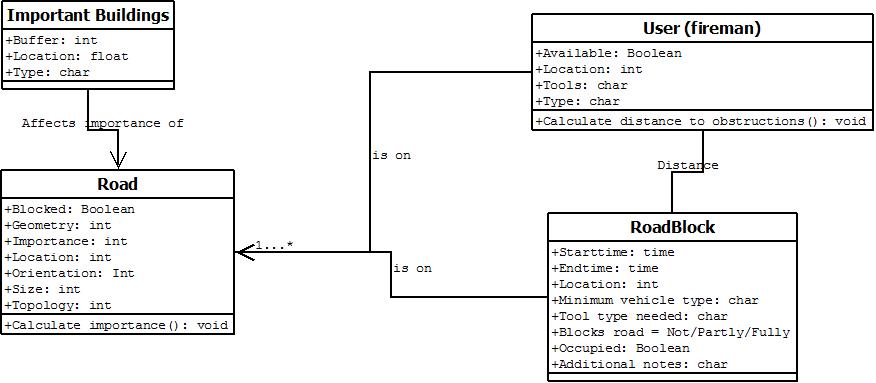 Important Buildings
+Buffer: int
+Location: float
+Type: char
Affects importance of
Road
+Blocked: Boolean
+Geometry: int
+Importance: int
+Location: int
+Orientation: Int
+Size: int
+Topology: int
+Calculate importance(): void
1...*
is on
is on
User (fireman)
+Available: Boolean
+Location: int
+Tools: char
+Type: char
+Calculate distance to obstructions(): void
Distance
RoadBlock
+Starttime: time
+Endtime: time
+Location: int
+Minimum vehicle type: char
+Tool type needed: char
+Blocks road = Not/Partly/Fully
+Occupied: Boolean
+Additional notes: char